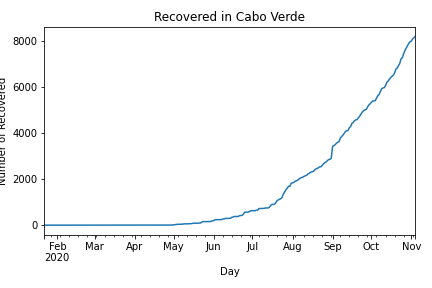 Recovered in Cabo Verde
Number of Recovered
8000
6000
4000
2000
0
Feb Mar Apr May Jun Jul Aug Sep Oct Nov
2020
Day